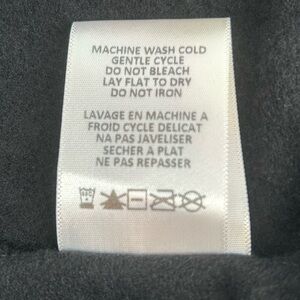 MACHINE WASH COLD
GENTLE CYCLE
DO NOT BLEACH
LAY FLAT TO DRY
DO NOT IRON
LAVAGE EN MACHINE A
FROID CYCLE DELICAT
NA PAS JAVELISER
SECHER A PLAT
NE PAS REPASSER